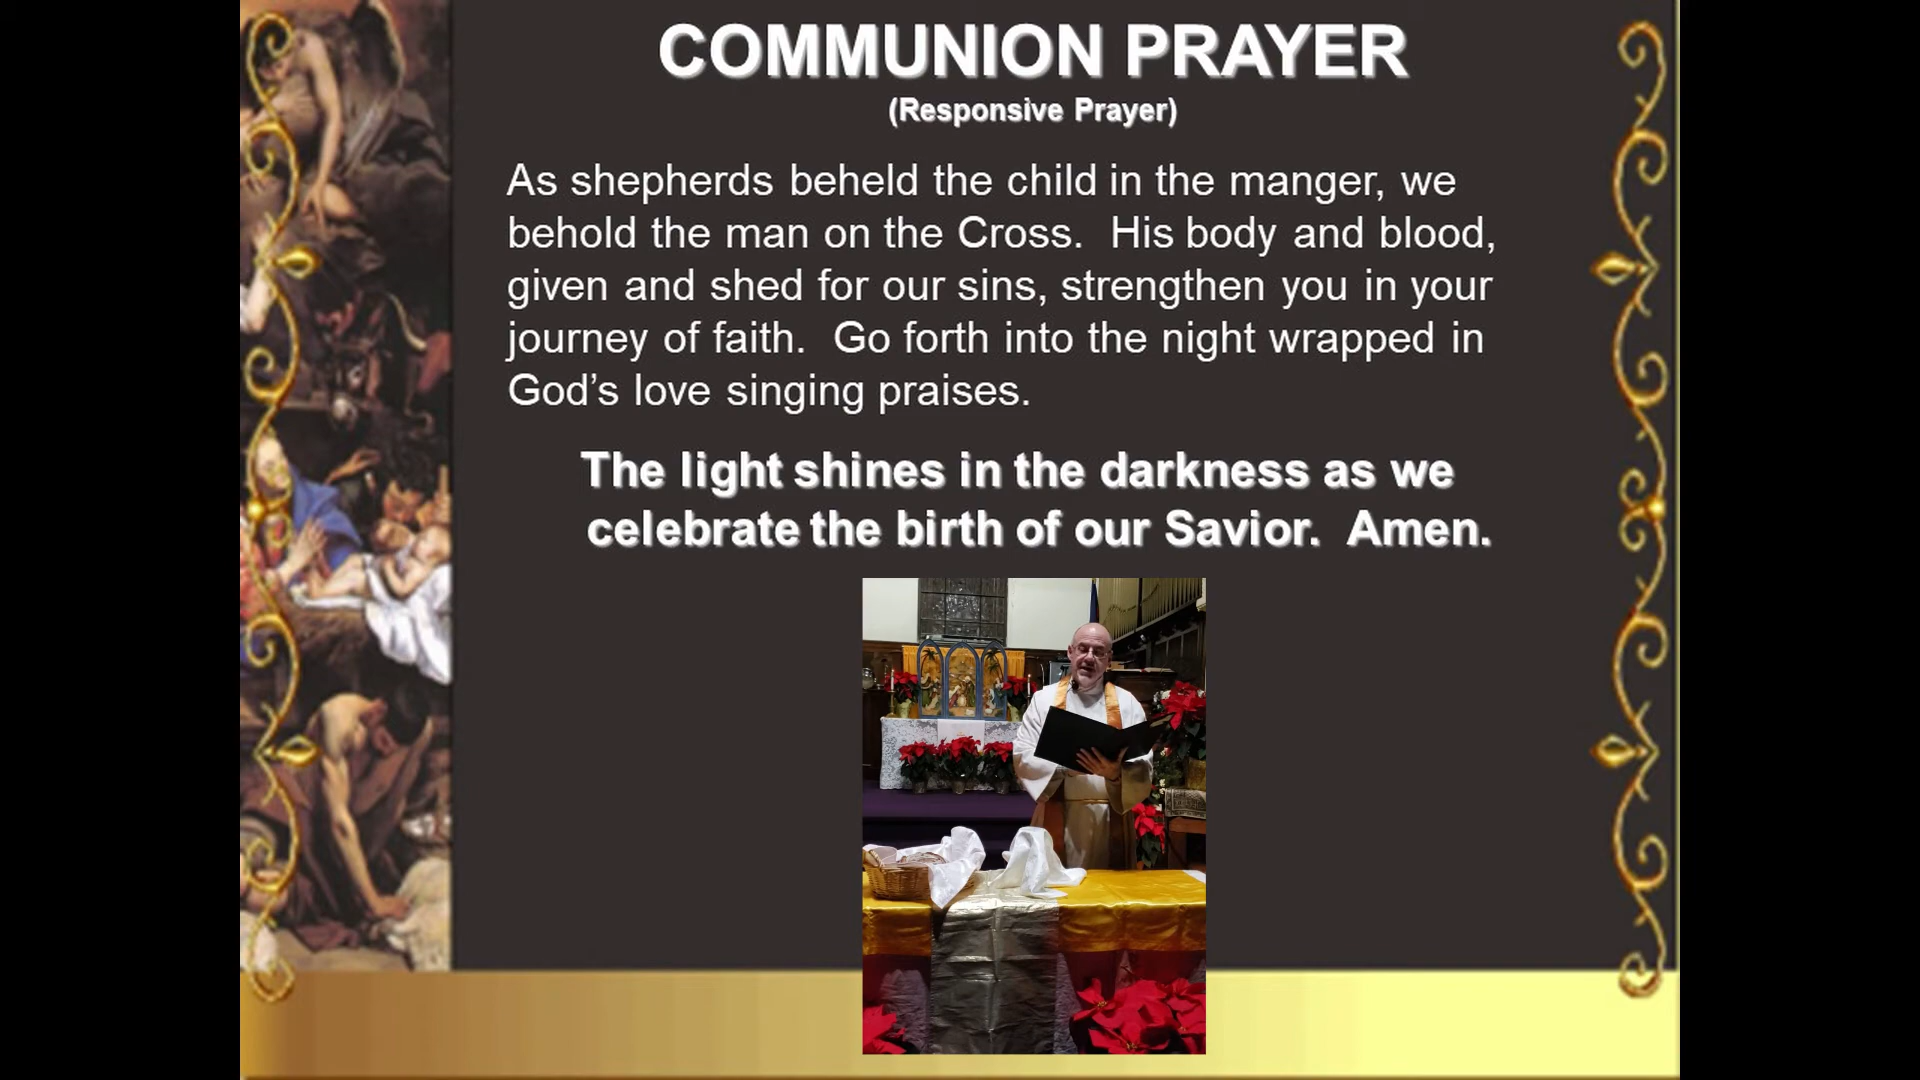 COMMUNION PRAYER
(Responsive Prayer)
As shepherds beheld the child in the manger, we
behold the man on the Cross.  His body and blood,
given and shed for our sins, strengthen you in your
journey of faith.  Go forth into the night wrapped in
God’s love singing praises.
The light shines in the darkness as we
celebrate the birth of our Savior.  Amen.